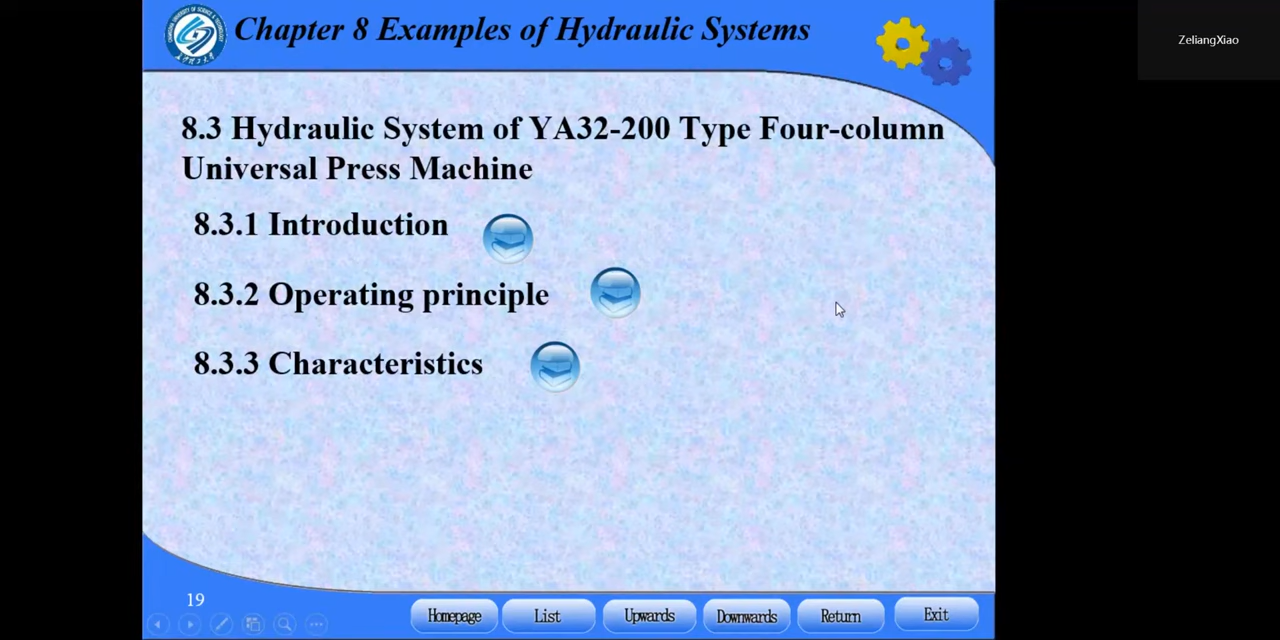 Chapter 8 Examples of Hydraulic Systems
ZeliangXiao
8.3 Hydraulic System of YA32-200 Type Four-column
Universal Press Machine
8.3.1 Introduction
8.3.2 Operating principle
8.3.3 Characteristics
19
Homepage
List
Upwards
Downwards
Return
Exit